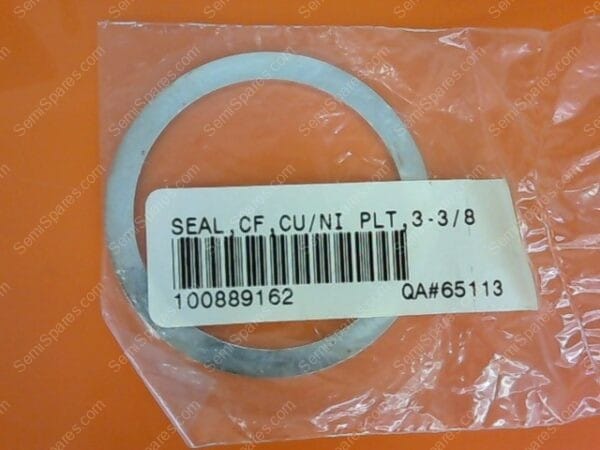 SEAL,CF,CU/NI PLT,3-3/8
100889162 QA#65113
SemiSpares.com